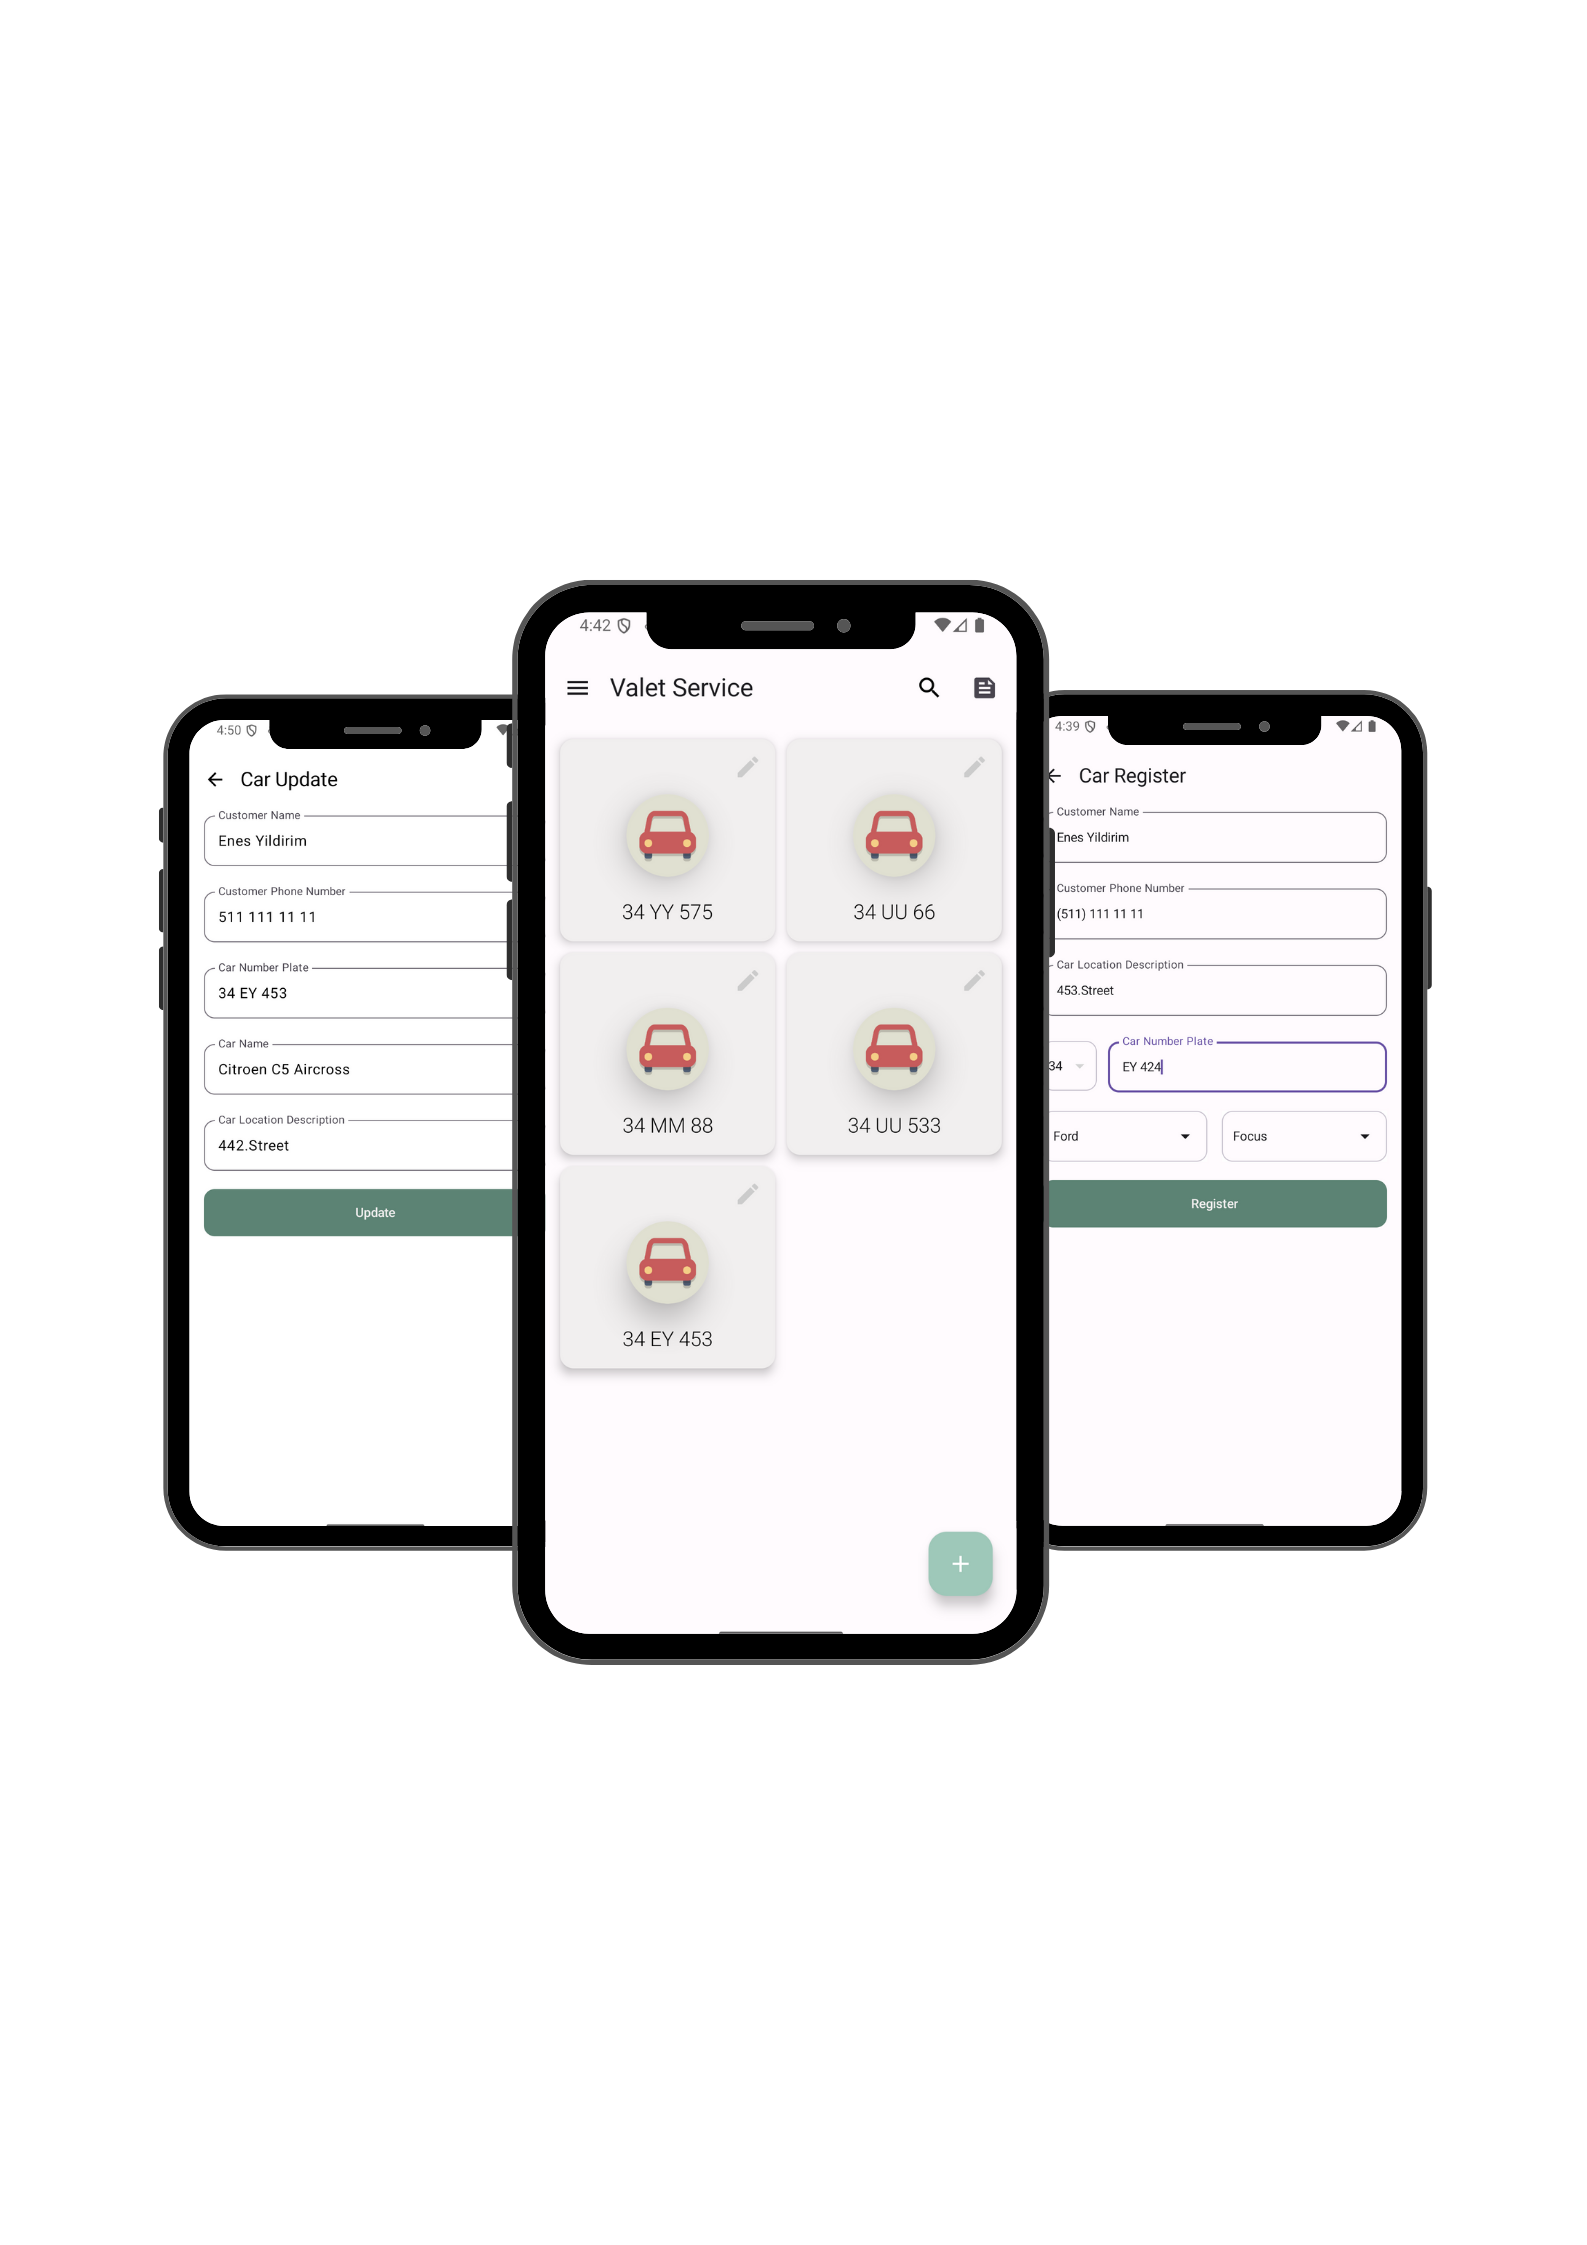 4:50
Car Update
Customer Name
Enes Yildirim
Customer Phone Number
511 111 11 11
Car Number Plate
34 EY 453
Car Name
Citroen C5 Aircross
Car Location Description
442.Street
Update
4:42
Valet Service
34 YY 575
34 UU 66
34 MM 88
34 UU 533
34 EY 453
+
4:39
Car Register
Customer Name
Enes Yildirim
Customer Phone Number
(511) 111 11 11
Car Location Description
453.Street
Car Number Plate
34
EY 424
Ford
Focus
Register